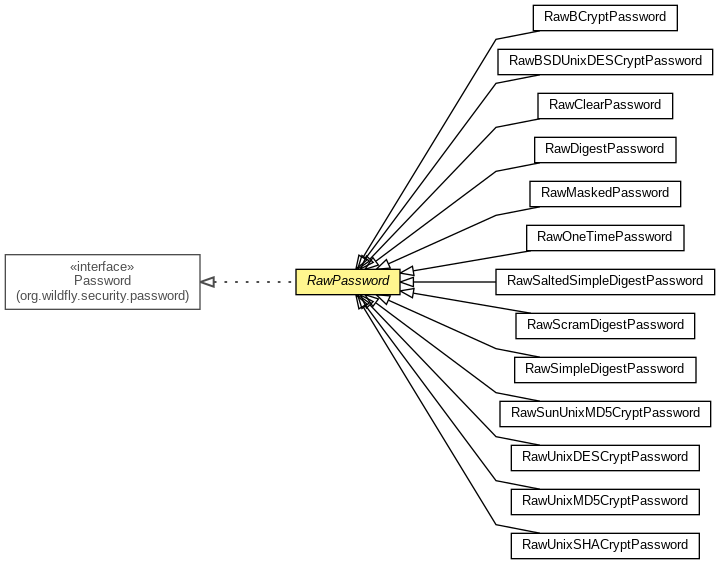 «interface»
Password
(org.wildfly.security.password)
RawPassword
RawBCryptPassword
RawBSDUnixDESCryptPassword
RawClearPassword
RawDigestPassword
RawMaskedPassword
RawOneTimePassword
RawSaltedSimpleDigestPassword
RawScramDigestPassword
RawSimpleDigestPassword
RawSunUnixMD5CryptPassword
RawUnixDESCryptPassword
RawUnixMD5CryptPassword
RawUnixSHACryptPassword